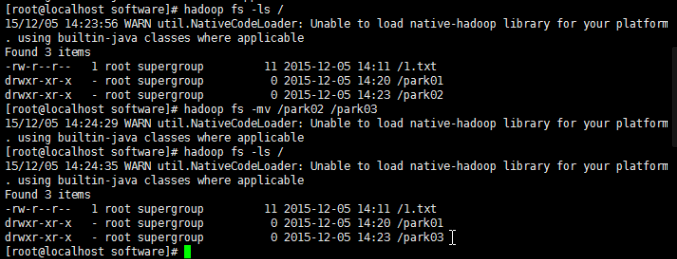 [root@localhost software]# hadoop fs -ls /
15/12/05 14:23:56 WARN util.NativeCodeLoader: Unable to load native-hadoop library for your platform
. using builtin-java classes where applicable
Found 3 items
-rw-r--r--   1 root supergroup         11 2015-12-05 14:11 /1.txt
drwxr-xr-x   - root supergroup          0 2015-12-05 14:20 /park01
drwxr-xr-x   - root supergroup          0 2015-12-05 14:23 /park02
[root@localhost software]# hadoop fs -mv /park02 /park03
15/12/05 14:24:29 WARN util.NativeCodeLoader: Unable to load native-hadoop library for your platform
. using builtin-java classes where applicable
[root@localhost software]# hadoop fs -ls /
15/12/05 14:24:35 WARN util.NativeCodeLoader: Unable to load native-hadoop library for your platform
. using builtin-java classes where applicable
Found 3 items
-rw-r--r--   1 root supergroup         11 2015-12-05 14:11 /1.txt
drwxr-xr-x   - root supergroup          0 2015-12-05 14:20 /park01
drwxr-xr-x   - root supergroup          0 2015-12-05 14:23 /park03
[root@localhost software]#